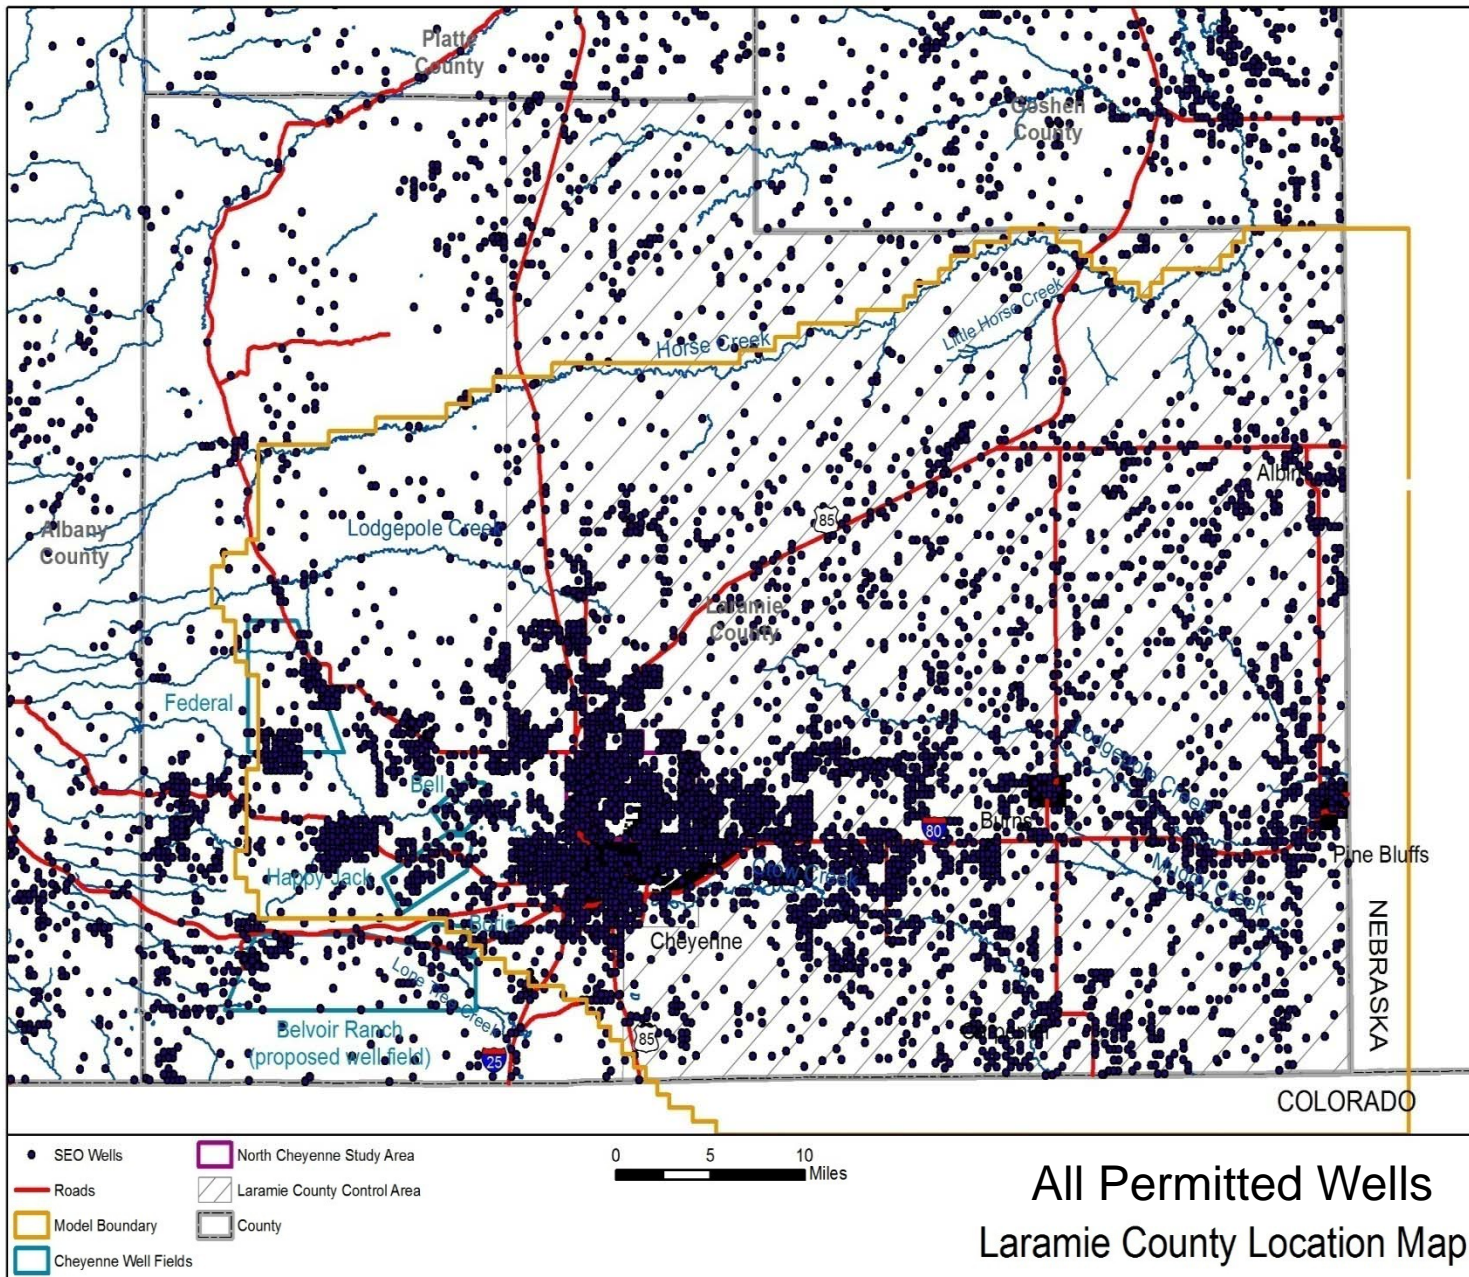 Platte
County
Goshen
County
Little Horse Creek
Horse Creek
Albin
85
Lodgepole Creek
Albany
County
Laramie
County
Federal
Lodgepole Creek
Bell
80
Burns
Pine Bluffs
Happy Jack
Crow Creek
Muddy Creek
Borie
Cheyenne
NEBRASKA
Lone Tree Creek
Belvoir Ranch
(proposed well field)
85
25
COLORADO
SEO Wells
Roads
Model Boundary
Cheyenne Well Fields
North Cheyenne Study Area
Laramie County Control Area
County
0 5 10
Miles
All Permitted Wells
Laramie County Location Map